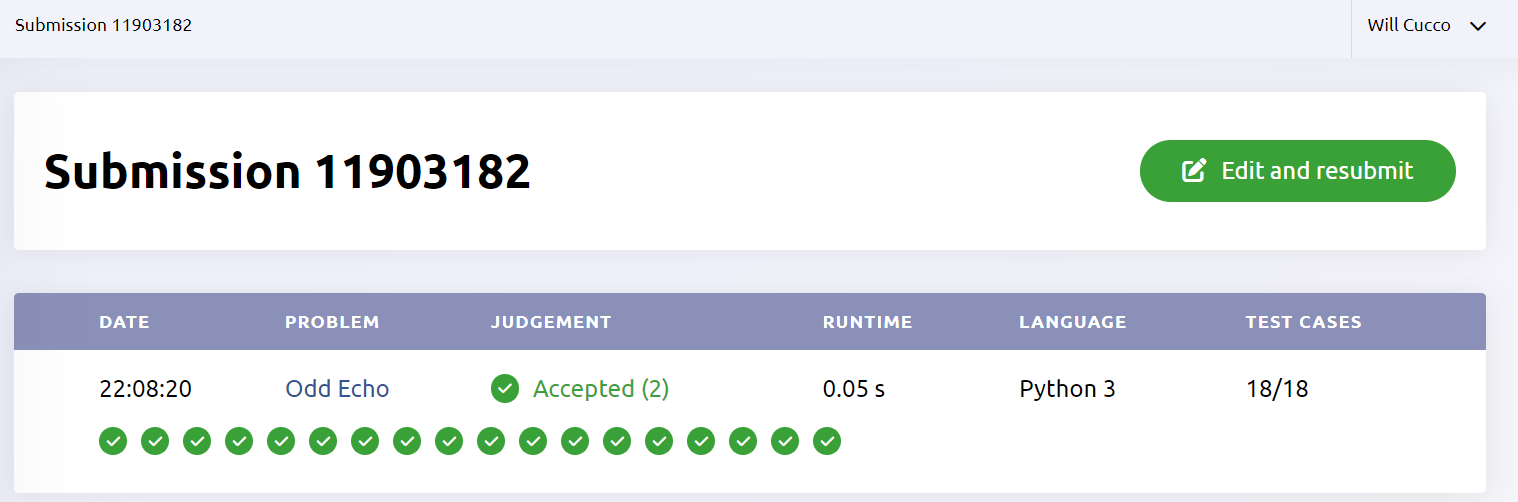 Submission 11903182 Will Cucco
Submission 11903182 Edit and resubmit
DATE PROBLEM JUDGEMENT RUNTIME LANGUAGE TEST CASES
22:08:20 Odd Echo Accepted (2) 0.05 s Python 3 18/18